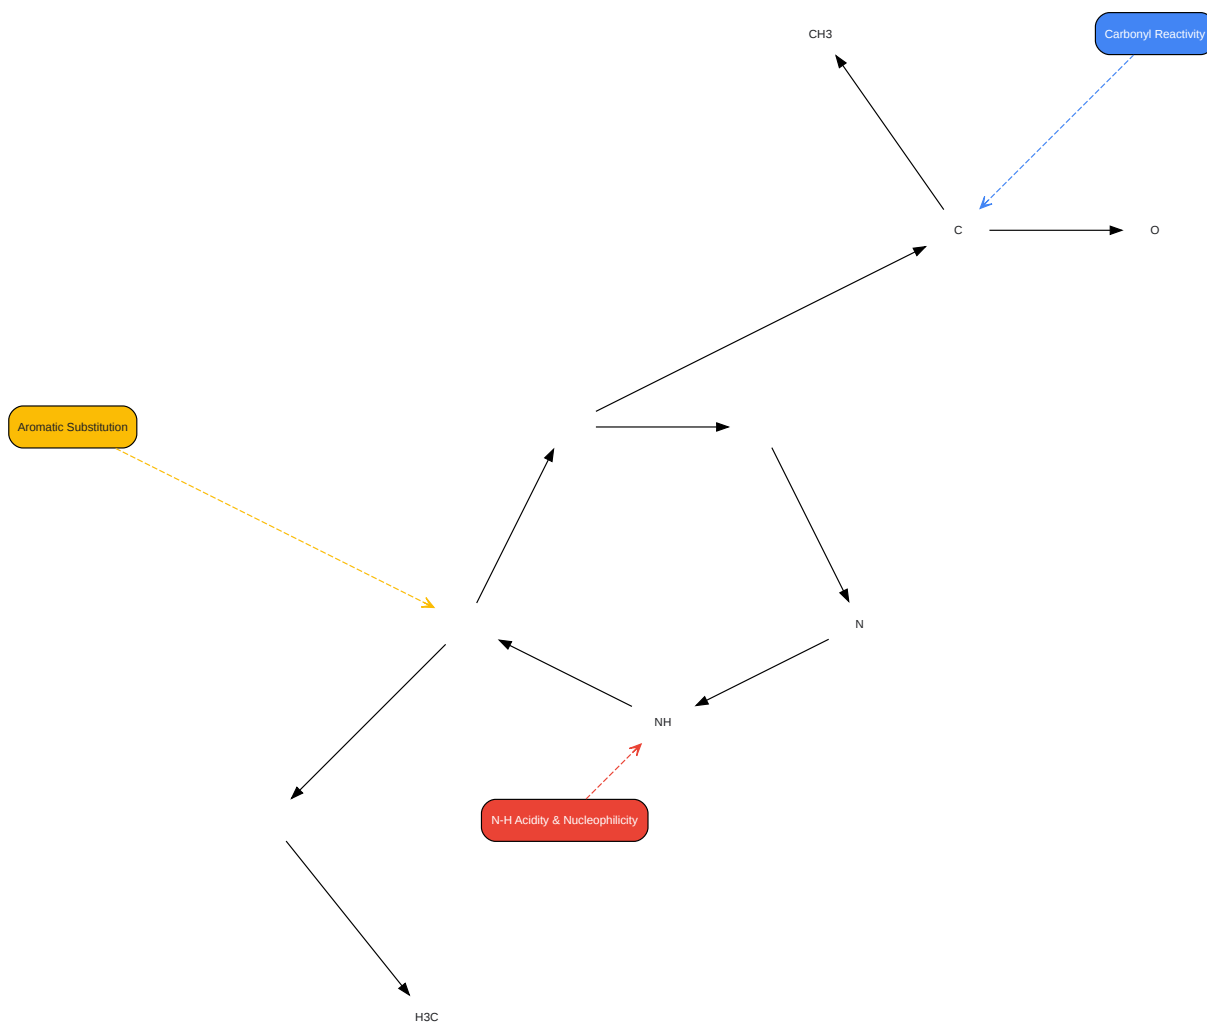 CH3
Carbonyl Reactivity
C
O
Aromatic Substitution
N
NH
N-H Acidity & Nucleophilicity
H3C